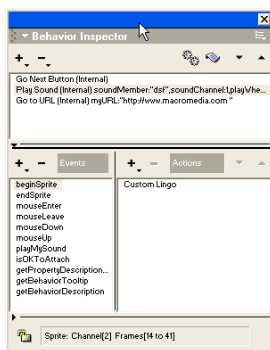 Behavior Inspector
Go Next Button (Internal)
Play Sound (Internal) soundMember:"dsf",soundChannel:1,playWhe...
Go to URL (Internal) myURL:"http://www.macromedia.com "
Events
Actions
beginSprite
endSprite
mouseEnter
mouseLeave
mouseDown
mouseUp
playMySound
isOKToAttach
getPropertyDescription...
getBehaviorTooltip
getBehaviorDescription
Custom Lingo
Sprite: Channel[2] Frames[14 to 41]